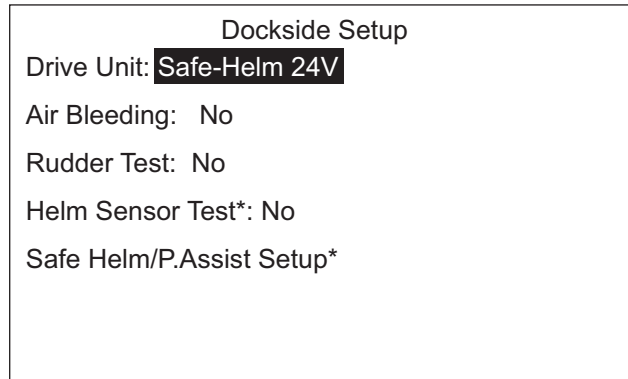 Dockside Setup
Drive Unit: Safe-Helm 24V
Air Bleeding: No
Rudder Test: No
Helm Sensor Test*: No
Safe Helm/P.Assist Setup*